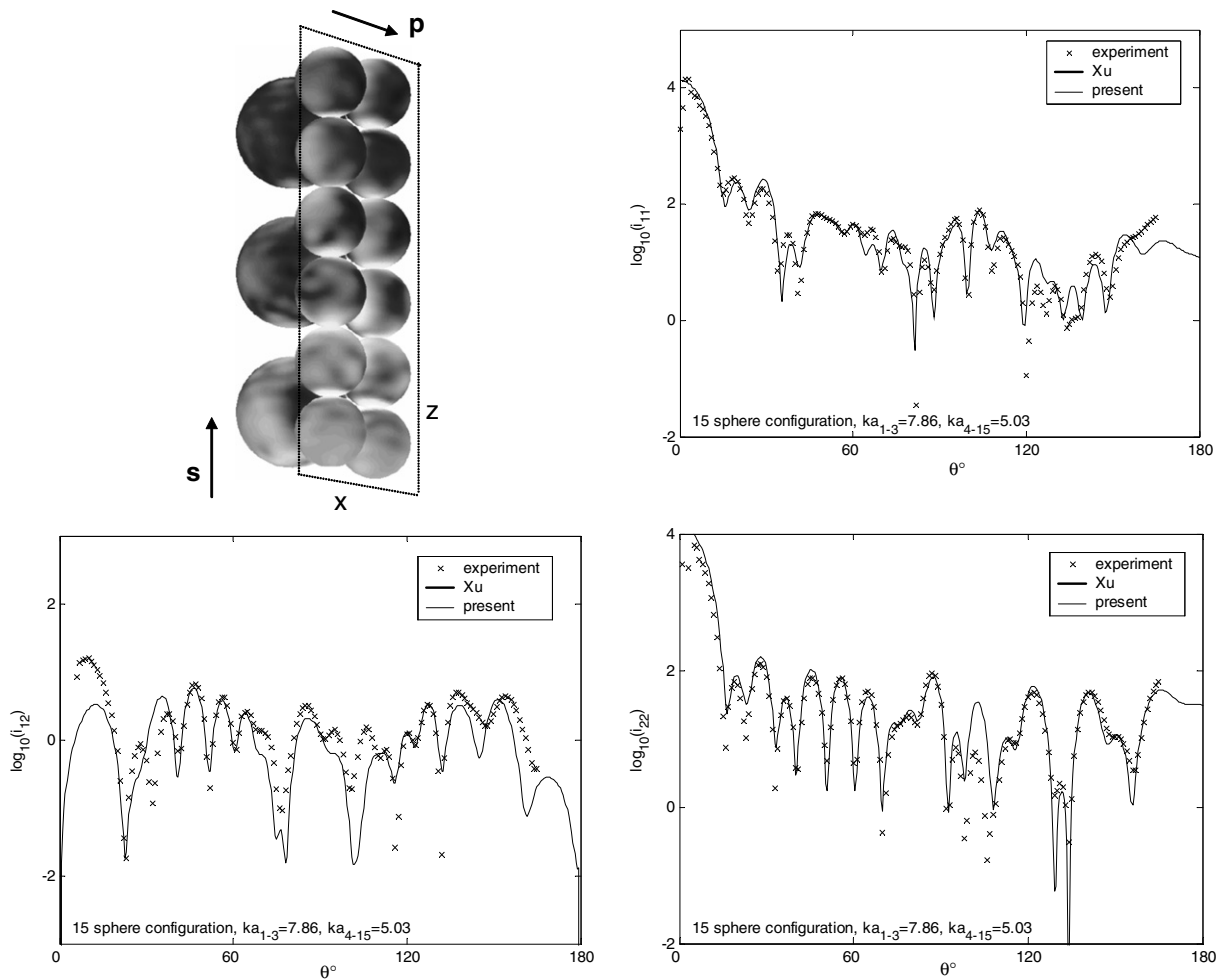 p
s
z
x
experiment
Xu
present
log10(i11)
4
2
0
-2
0
60
120
180
θ°
15 sphere configuration, ka1-3=7.86, ka4-15=5.03
experiment
Xu
present
log10(i12)
2
0
-2
0
60
120
180
θ°
15 sphere configuration, ka1-3=7.86, ka4-15=5.03
experiment
Xu
present
log10(i22)
4
2
0
-2
0
60
120
180
θ°
15 sphere configuration, ka1-3=7.86, ka4-15=5.03